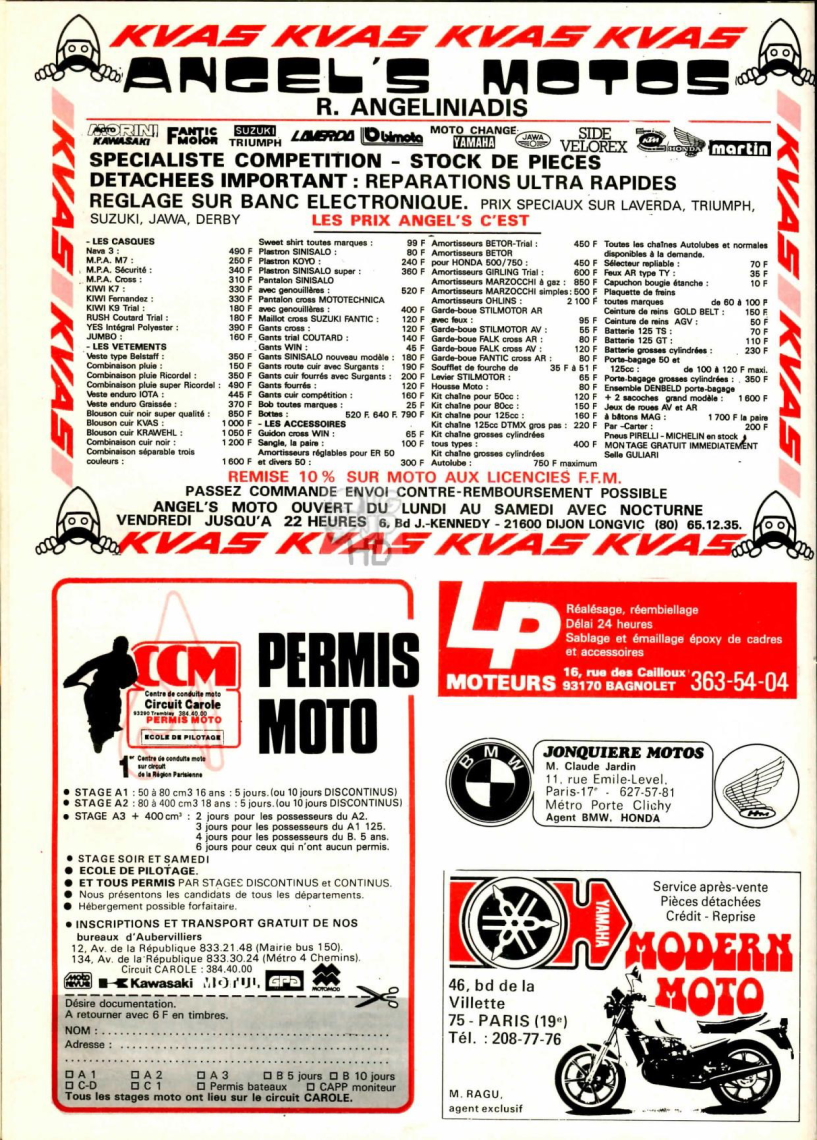 KVAS KVAS KVAS KVAS
ANGEL'S MOTOS
R. ANGELINIADIS
MOTO MORINI
KAWASAKI
FANTIC
MOTOR
SUZUKI
TRIUMPH
LAVERDA
bimota
MOTO CHANGE
YAMAHA
JAWA
SIDE
VELOREX
KTM
HONDA
martin
KVAS KVAS KVAS
KVAS KVAS KVAS
SPECIALISTE COMPETITION - STOCK DE PIECES
DETACHEES IMPORTANT : REPARATIONS ULTRA RAPIDES
REGLAGE SUR BANC ELECTRONIQUE. PRIX SPECIAUX SUR LAVERDA, TRIUMPH,
SUZUKI, JAWA, DERBY
LES PRIX ANGEL'S C'EST
- LES CASQUES
Nava 3 : 490 F
M.P.A. M7 : 250 F
M.P.A. Sécurité : 340 F
M.P.A. Cross : 310 F
KIWI K7 : 330 F
KIWI Fernandez : 330 F
KIWI K9 Trial : 180 F
RUSH Coutard Trial : 180 F
YES Intégral Polyester : 390 F
JUMBO : 160 F
- LES VETEMENTS
Veste type Belstaff : 350 F
Combinaison pluie : 150 F
Combinaison pluie Ricordel : 350 F
Combinaison pluie super Ricordel : 490 F
Veste enduro IOTA : 445 F
Veste enduro Graissée : 370 F
Blouson cuir noir super qualité : 850 F
Blouson cuir KVAS : 1 000 F
Blouson cuir KRAWEHL : 1 050 F
Combinaison cuir noir : 1 200 F
Combinaison séparable trois
couleurs : 1 600 F
Sweet shirt toutes marques : 99 F
Plastron SINISALO : 80 F
Plastron KOYO : 240 F
Plastron SINISALO super : 360 F
Pantalon SINISALO
avec genouillères : 520 F
Pantalon cross MOTOTECHNICA
avec genouillères : 400 F
Maillot cross SUZUKI FANTIC : 120 F
Gants cross : 120 F
Gants trial COUTARD : 140 F
Gants WIN : 45 F
Gants SINISALO nouveau modèle : 180 F
Gants route cuir avec Surgants : 190 F
Gants cuir fourrés avec Surgants : 200 F
Gants fourrés : 120 F
Gants cuir compétition : 160 F
Bob toutes marques : 25 F
Bottes : 520 F. 640 F. 790 F
- LES ACCESSOIRES
Guidon cross WIN : 65 F
Sangle, la paire : 100 F
Amortisseurs réglables pour ER 50
et divers 50 : 300 F
Amortisseurs BETOR-Trial : 450 F
Amortisseurs BETOR
pour HONDA 500/750 : 450 F
Amortisseurs GIRLING Trial : 600 F
Amortisseurs MARZOCCHI à gaz : 850 F
Amortisseurs MARZOCCHI simples : 500 F
Amortisseurs OHLINS : 2 100 F
Garde-boue STILMOTOR AR
avec feux : 95 F
Garde-boue STILMOTOR AV : 55 F
Garde-boue FALK cross AR : 80 F
Garde-boue FALK cross AV : 120 F
Garde-boue FANTIC cross AR : 80 F
Soufflet de fourche de 35 F à 51 F
Levier STILMOTOR : 65 F
Housse Moto : 80 F
Kit chaîne pour 50cc : 120 F
Kit chaîne pour 80cc : 150 F
Kit chaîne pour 125cc : 160 F
Kit chaîne 125cc DTMX gros pas : 220 F
Kit chaîne grosses cylindrées
tous types : 400 F
Kit chaîne grosses cylindrées
Autolube : 750 F maximum
Toutes les chaînes Autolubes et normales
disponibles à la demande.
Sélecteur repliable : 70 F
Feux AR type TY : 35 F
Capuchon bougie étanche : 10 F
Plaquette de freins
toutes marques de 60 à 100 F
Ceinture de reins GOLD BELT : 150 F
Ceinture de reins AGV : 50 F
Batterie 125 TS : 70 F
Batterie 125 GT : 110 F
Batterie grosses cylindrées : 230 F
Porte-bagage 50 et
125cc : de 100 à 120 F maxi.
Porte-bagage grosses cylindrées : 350 F
Ensemble DENBELD porte-bagage
+ 2 sacoches grand modèle : 1 600 F
Jeux de roues AV et AR
à bâtons MAG : 1 700 F la paire
Par-Carter : 200 F
Pneus PIRELLI - MICHELIN en stock
MONTAGE GRATUIT IMMEDIATEMENT
Selle GULIARI
REMISE 10 % SUR MOTO AUX LICENCIES F.F.M.
PASSEZ COMMANDE ENVOI CONTRE-REMBOURSEMENT POSSIBLE
ANGEL'S MOTO OUVERT DU LUNDI AU SAMEDI AVEC NOCTURNE
VENDREDI JUSQU'A 22 HEURES 6, Bd J.-KENNEDY - 21600 DIJON LONGVIC (80) 65.12.35.
KVAS KVAS KVAS KVAS
HD
CCM
Centre de conduite moto
Circuit Carole
93290 Tremblay 384.40.00
PERMIS MOTO
ECOLE DE PILOTAGE
1er Centre de conduite moto
sur circuit
de la Région Parisienne
PERMIS
MOTO
● STAGE A1 : 50 à 80 cm3 16 ans : 5 jours. (ou 10 jours DISCONTINUS)
● STAGE A2 : 80 à 400 cm3 18 ans : 5 jours. (ou 10 jours DISCONTINUS)
● STAGE A3 + 400 cm³ : 2 jours pour les possesseurs du A2.
3 jours pour les possesseurs du A1 125.
4 jours pour les possesseurs du B. 5 ans.
6 jours pour ceux qui n'ont aucun permis.
● STAGE SOIR ET SAMEDI
● ECOLE DE PILOTAGE.
● ET TOUS PERMIS PAR STAGES DISCONTINUS et CONTINUS.
● Nous présentons les candidats de tous les départements.
● Hébergement possible forfaitaire.
● INSCRIPTIONS ET TRANSPORT GRATUIT DE NOS
bureaux d'Aubervilliers
12, Av. de la République 833.21.48 (Mairie bus 150).
134, Av. de la République 833.30.24 (Métro 4 Chemins).
Circuit CAROLE : 384.40.00
moto revue
Kawasaki
MOTUL
GPA
MOTOMOD
Désire documentation.
A retourner avec 6 F en timbres.
NOM :
Adresse :
□ A 1 □ A 2 □ A 3 □ B 5 jours □ B 10 jours
□ C-D □ C 1 □ Permis bateaux □ CAPP moniteur
Tous les stages moto ont lieu sur le circuit CAROLE.
LP
MOTEURS
Réalésage, réembiellage
Délai 24 heures
Sablage et émaillage époxy de cadres
et accessoires
16, rue des Cailloux
93170 BAGNOLET
363-54-04
BMW
JONQUIERE MOTOS
M. Claude Jardin
11, rue Emile-Level.
Paris-17e - 627-57-81
Métro Porte Clichy
Agent BMW. HONDA
HM
YAMAHA
Service après-vente
Pièces détachées
Crédit - Reprise
MODERN
MOTO
46, bd de la
Villette
75 - PARIS (19e)
Tél. : 208-77-76
M. RAGU,
agent exclusif